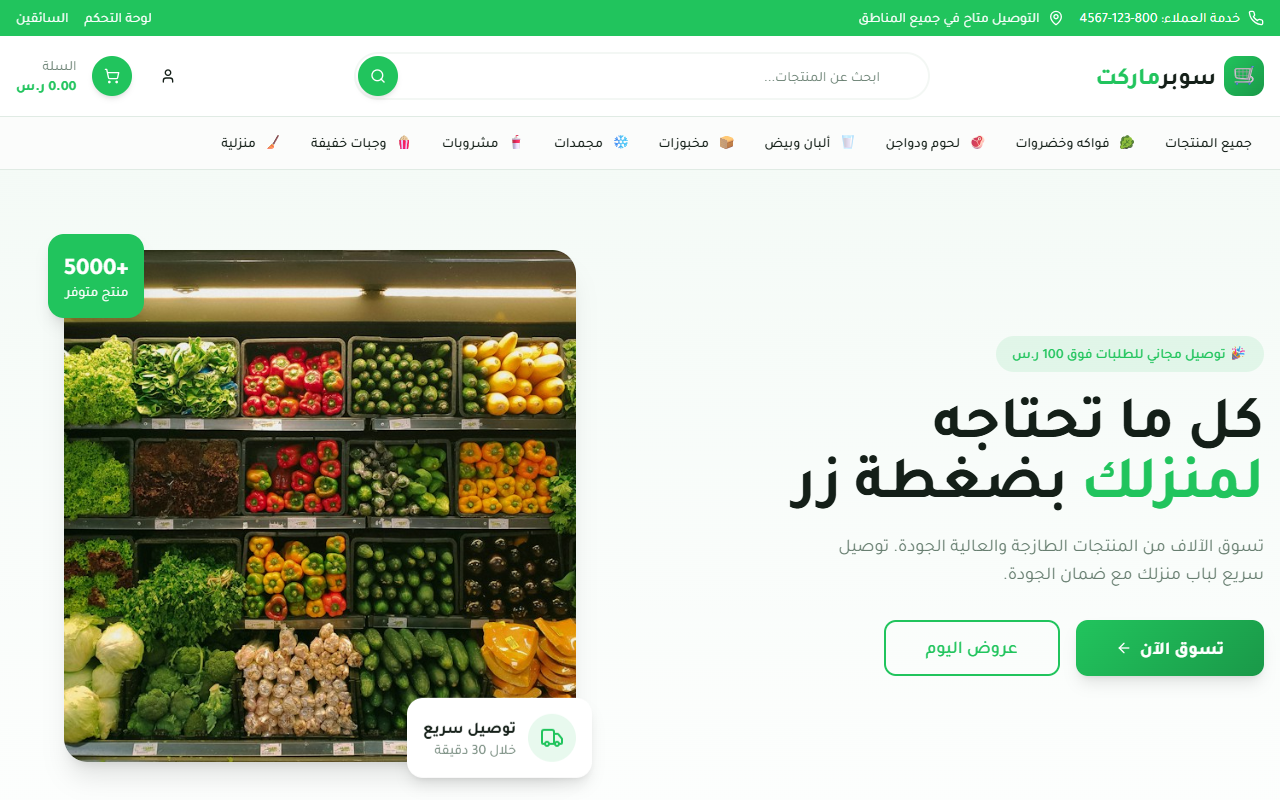 خدمة العملاء: 800-123-4567
التوصيل متاح في جميع المناطق
لوحة التحكم
السائقين
سوبرماركت
ابحث عن المنتجات...
السلة
0.00 ر.س
جميع المنتجات
فواكه وخضروات
لحوم ودواجن
ألبان وبيض
مخبوزات
مجمدات
مشروبات
وجبات خفيفة
منزلية
توصيل مجاني للطلبات فوق 100 ر.س
كل ما تحتاجه
لمنزلك بضغطة زر
تسوق الآلاف من المنتجات الطازجة والعالية الجودة. توصيل
سريع لباب منزلك مع ضمان الجودة.
تسوق الآن
عروض اليوم
+5000
منتج متوفر
توصيل سريع
خلال 30 دقيقة